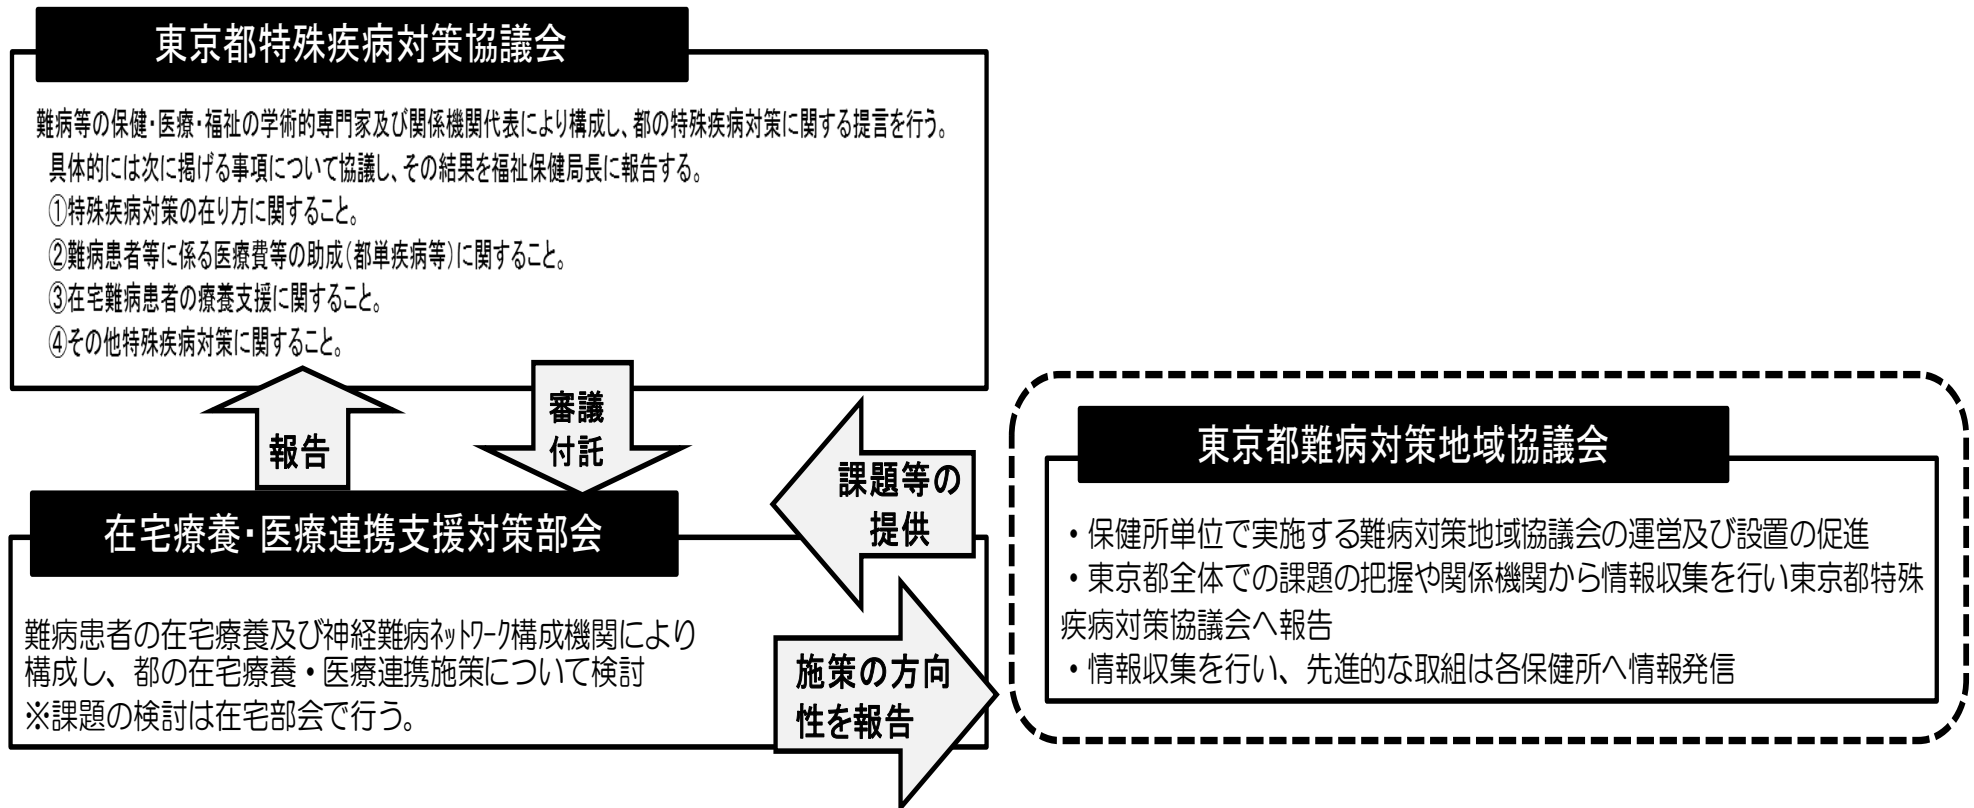 東京都特殊疾病対策協議会
難病等の保健・医療・福祉の学術的専門家及び関係機関代表により構成し、都の特殊疾病対策に関する提言を行う。
具体的には次に掲げる事項について協議し、その結果を福祉保健局長に報告する。
①特殊疾病対策の在り方に関すること。
②難病患者等に係る医療費等の助成（都単疾病等）に関すること。
③在宅難病患者の療養支援に関すること。
④その他特殊疾病対策に関すること。
報告
審議
付託
在宅療養・医療連携支援対策部会
難病患者の在宅療養及び神経難病ﾈｯﾄﾜｰｸ構成機関により
構成し、都の在宅療養・医療連携施策について検討
※課題の検討は在宅部会で行う。
課題等の
提供
施策の方向
性を報告
東京都難病対策地域協議会
・保健所単位で実施する難病対策地域協議会の運営及び設置の促進
・東京都全体での課題の把握や関係機関から情報収集を行い東京都特殊
疾病対策協議会へ報告
・情報収集を行い、先進的な取組は各保健所へ情報発信